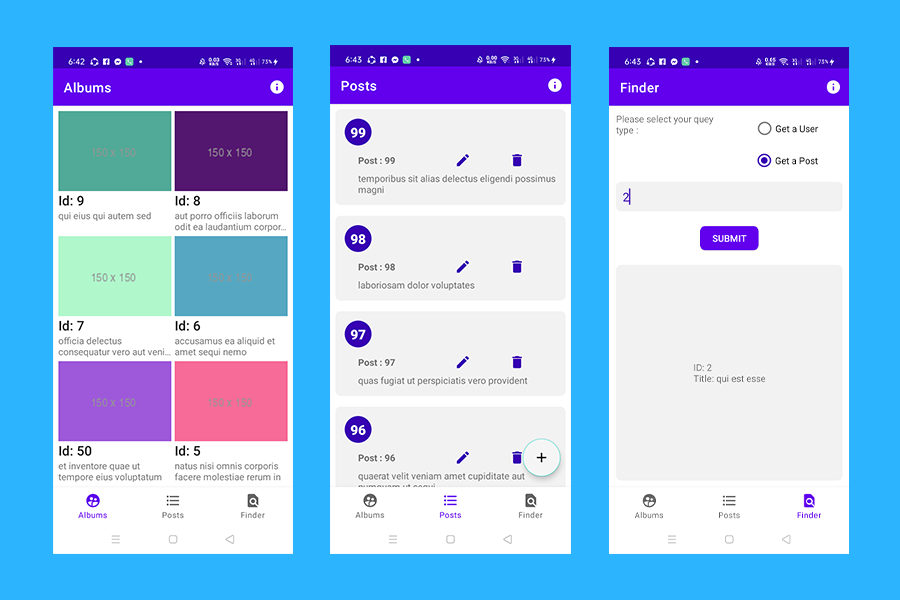 6:42
73%
Albums
150 x 150
150 x 150
Id: 9
Id: 8
qui eius qui autem sed
aut porro officiis laborum
odit ea laudantium corpor...
150 x 150
150 x 150
Id: 7
Id: 6
officia delectus
consequatur vero aut veni...
accusamus ea aliquid et
amet sequi nemo
150 x 150
150 x 150
Id: 50
Id: 5
et inventore quae ut
tempore eius voluptatum
natus nisi omnis corporis
facere molestiae rerum in
Albums
Posts
Finder
6:43
73%
Posts
99
Post : 99
temporibus sit alias delectus eligendi possimus
magni
98
Post : 98
laboriosam dolor voluptates
97
Post : 97
quas fugiat ut perspiciatis vero provident
96
Post : 96
quaerat velit veniam amet cupiditate aut
numquam ut sequi
Albums
Posts
Finder
6:43
73%
Finder
Please select your quey
type :
Get a User
Get a Post
2
SUBMIT
ID: 2
Title: qui est esse
Albums
Posts
Finder